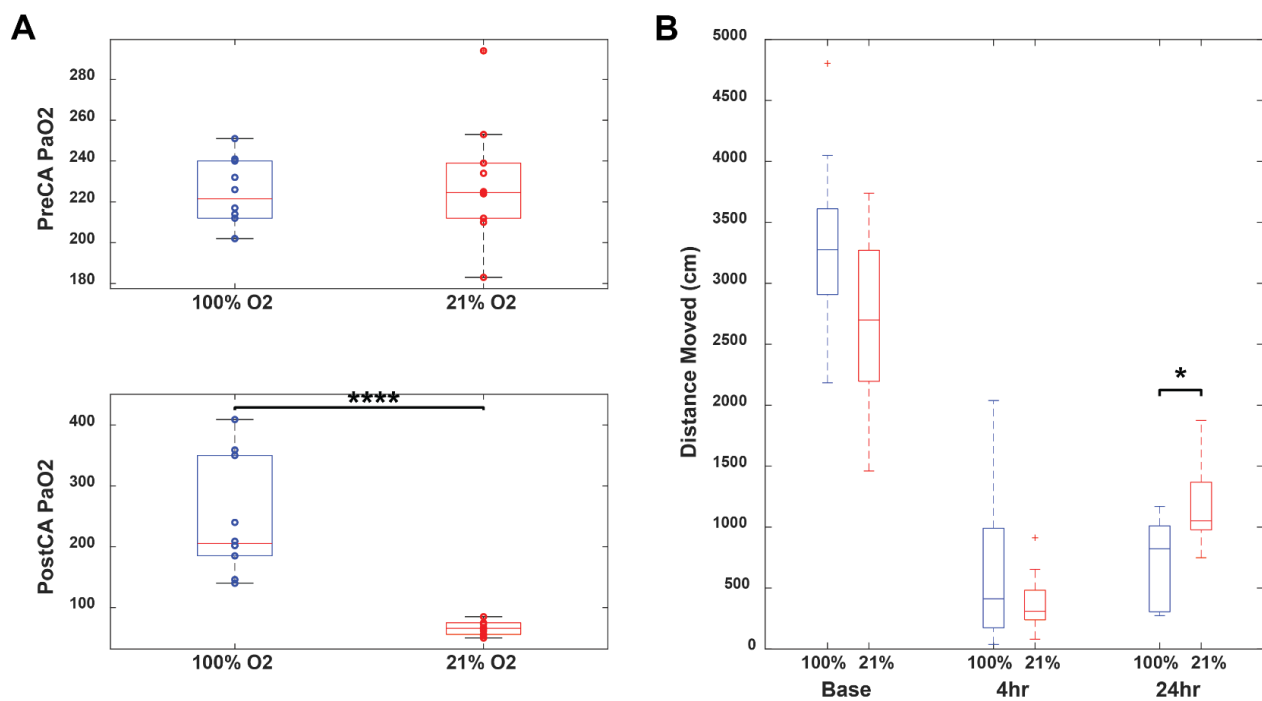 A
PreCA PaO2
280
260
240
220
200
180
100% O2 21% O2
****
PostCA PaO2
400
300
200
100
100% O2 21% O2
B
Distance Moved (cm)
5000
4500
4000
3500
3000
2500
2000
1500
1000
500
0
*
100% 21% 100% 21% 100% 21%
Base 4hr 24hr